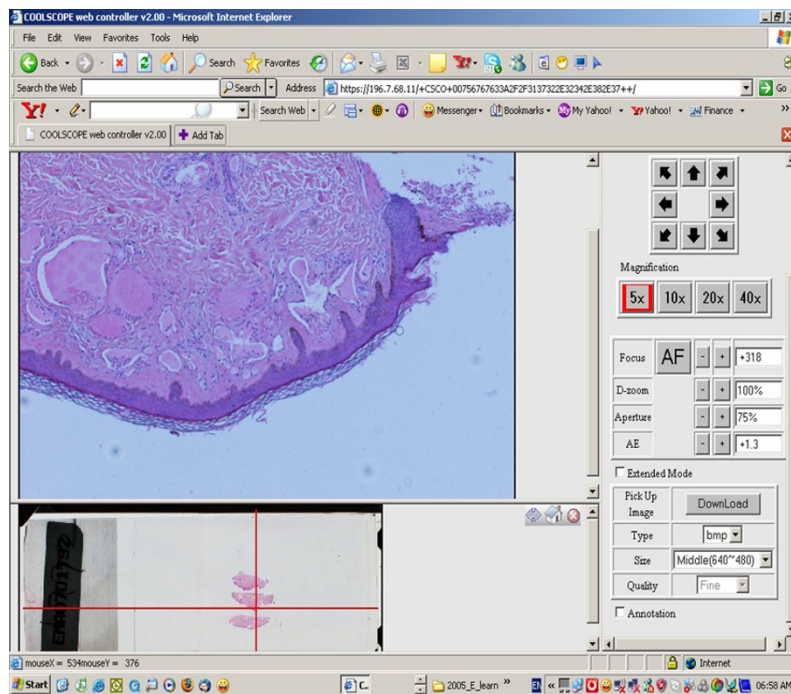 COOLSCOPE web controller v2.00 - Microsoft Internet Explorer
File Edit View Favorites Tools Help
Back Search Favorites
Search the Web Search Address https://196.7.68.11/+CSCO+00756767633A2F2F3137322E32342E382E37++/ Go
Y! Search Web Messenger Bookmarks My My Yahoo! Yahoo! Finance »
COOLSCOPE web controller v2.00 Add Tab
Magnification
5x 10x 20x 40x
Focus AF - + +318
D-zoom - + 100%
Aperture - + 75%
AE - + +1.3
Extended Mode
Pick Up Image DownLoad
Type bmp
Size Middle(640~480)
Quality Fine
Annotation
mouseX = 534mouseY = 376 Internet
Start C.. 2005_E_learn » EN « 06:58 AM